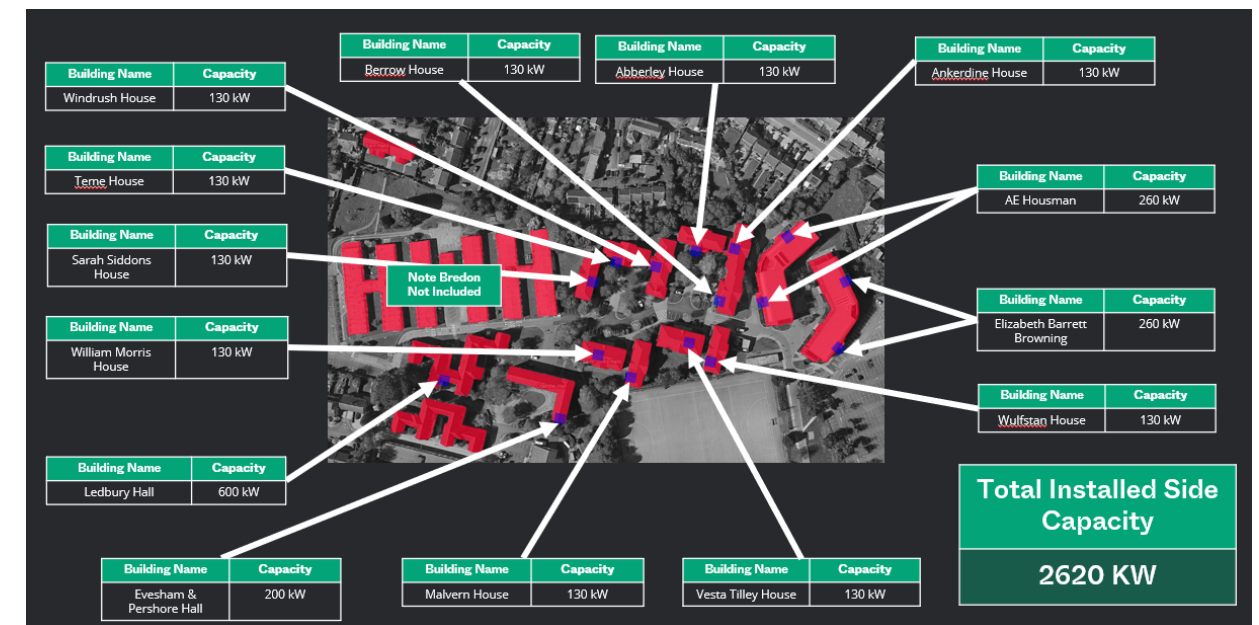 Building Name Capacity
Berrow House 130 kW
Building Name Capacity
Abberley House 130 kW
Building Name Capacity
Ankerdine House 130 kW
Building Name Capacity
Windrush House 130 kW
Building Name Capacity
Teme House 130 kW
Building Name Capacity
AE Housman 260 kW
Building Name Capacity
Sarah Siddons 130 kW
House
Note Bredon
Not Included
Building Name Capacity
Elizabeth Barrett 260 kW
Browning
Building Name Capacity
William Morris 130 kW
House
Building Name Capacity
Wulfstan House 130 kW
Building Name Capacity
Ledbury Hall 600 kW
Total Installed Side
Capacity
2620 KW
Building Name Capacity
Evesham & 200 kW
Pershore Hall
Building Name Capacity
Malvern House 130 kW
Building Name Capacity
Vesta Tilley House 130 kW